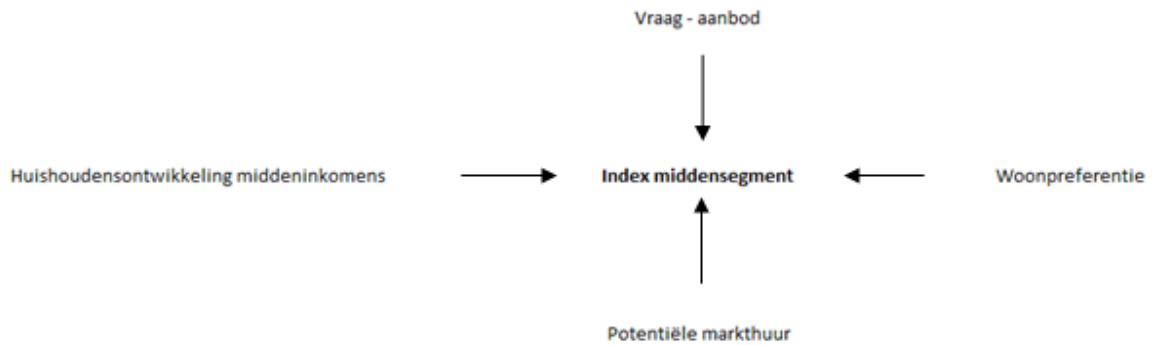 Vraag - aanbod
Huishoudensontwikkeling middeninkomens
Index middensegment
Woonpreferentie
Potentiële markthuur